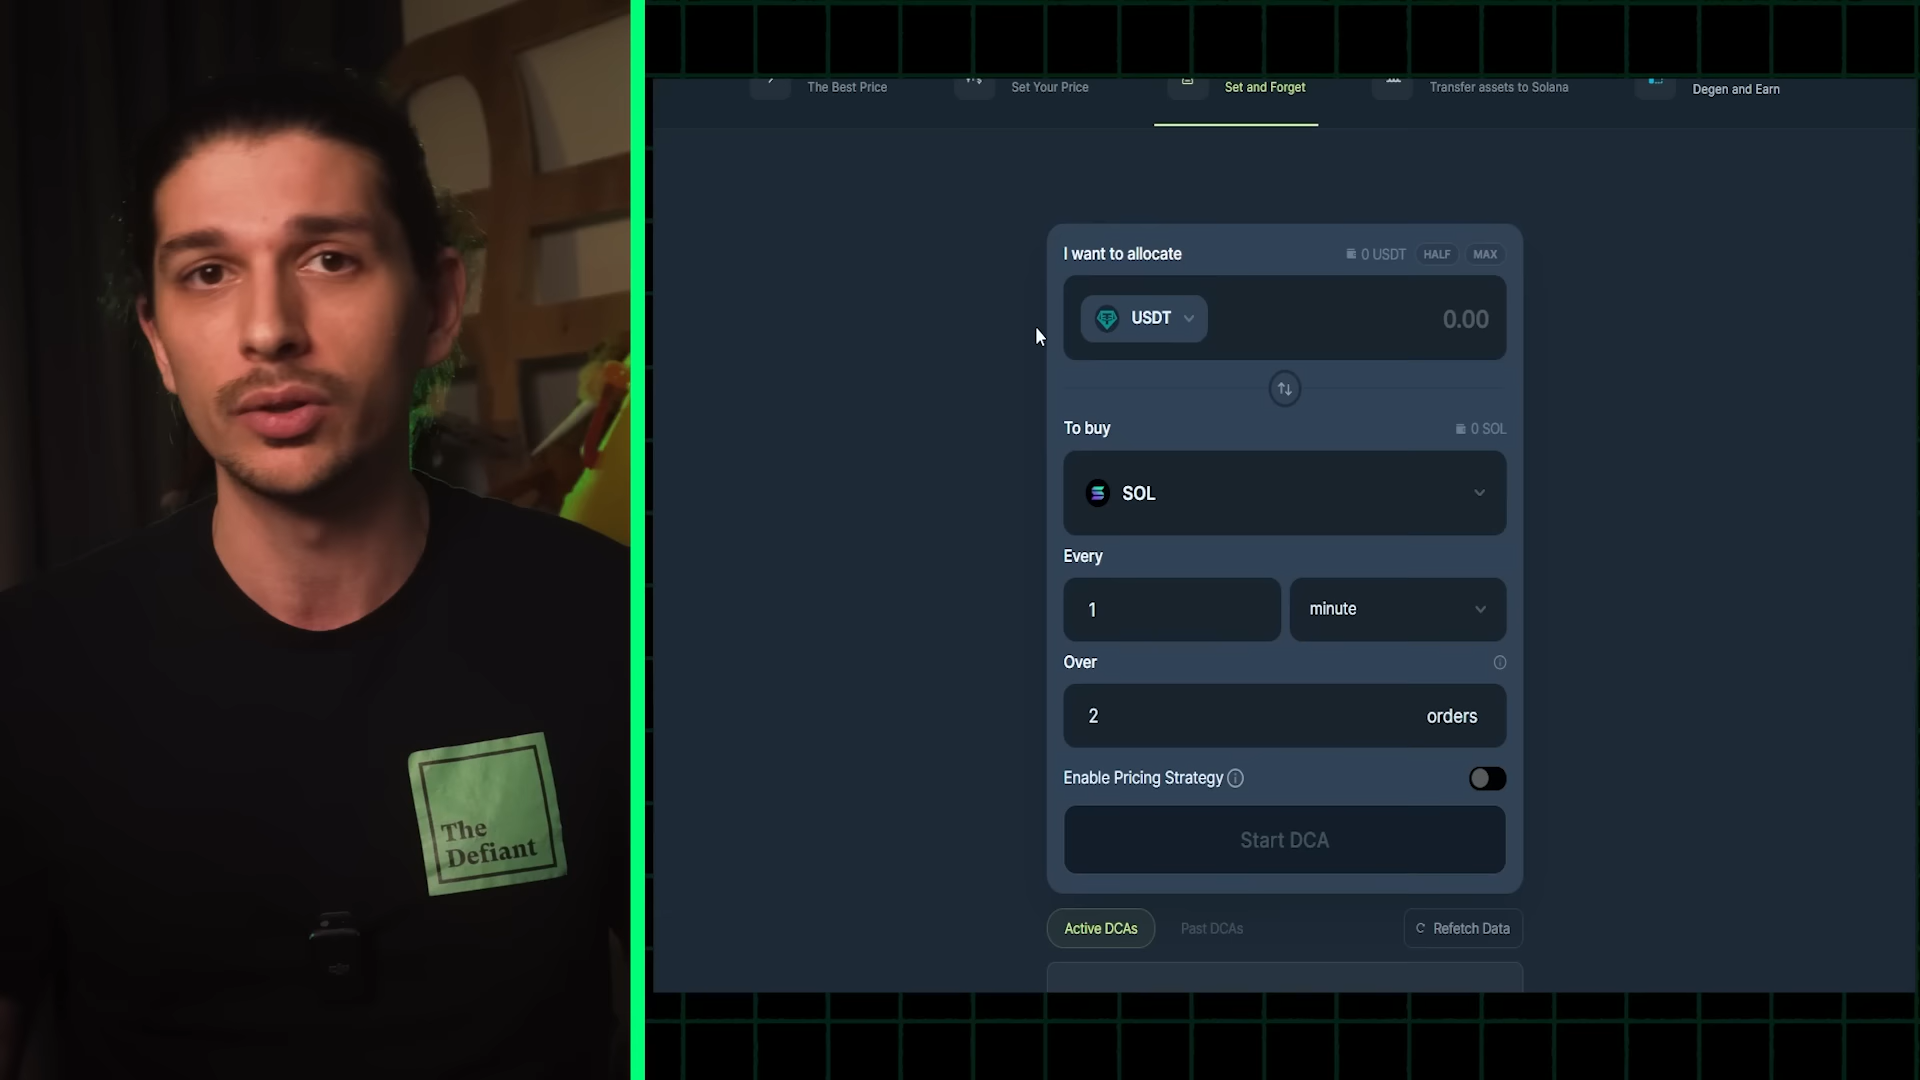 The Best Price
Set Your Price
Set and Forget
Transfer assets to Solana
Degen and Earn
I want to allocate
0 USDT
HALF
MAX
USDT
0.00
To buy
0 SOL
SOL
Every
1
minute
Over
2
orders
Enable Pricing Strategy
Start DCA
Active DCAs
Past DCAs
Refetch Data
The
Defiant
dji